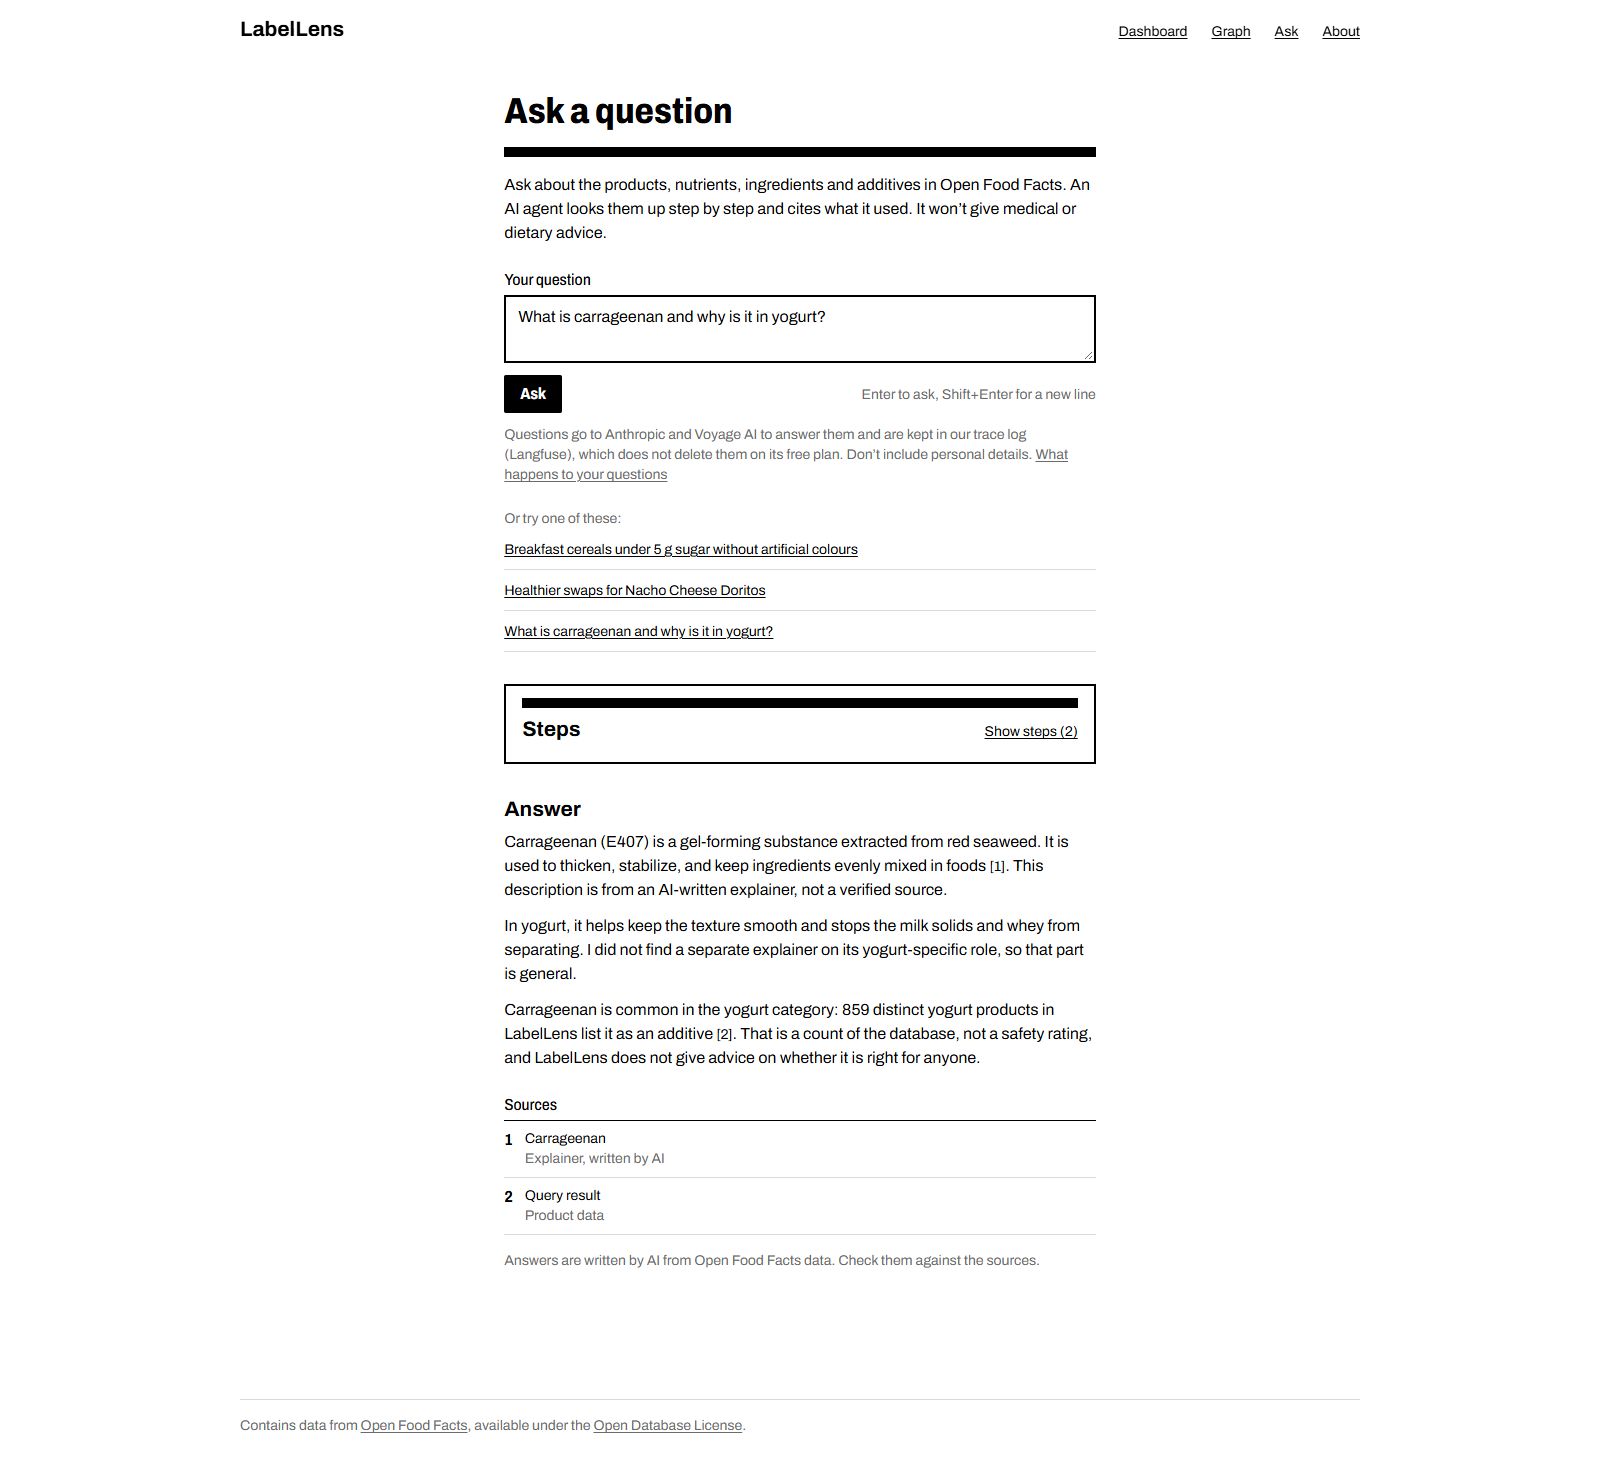 LabelLens
Dashboard Graph Ask About
Ask a question
Ask about the products, nutrients, ingredients and additives in Open Food Facts. An
AI agent looks them up step by step and cites what it used. It won’t give medical or
dietary advice.
Your question
What is carrageenan and why is it in yogurt?
Ask
Enter to ask, Shift+Enter for a new line
Questions go to Anthropic and Voyage AI to answer them and are kept in our trace log
(Langfuse), which does not delete them on its free plan. Don’t include personal details. What
happens to your questions
Or try one of these:
Breakfast cereals under 5 g sugar without artificial colours
Healthier swaps for Nacho Cheese Doritos
What is carrageenan and why is it in yogurt?
Steps
Show steps (2)
Answer
Carrageenan (E407) is a gel-forming substance extracted from red seaweed. It is
used to thicken, stabilize, and keep ingredients evenly mixed in foods [1]. This
description is from an AI-written explainer, not a verified source.
In yogurt, it helps keep the texture smooth and stops the milk solids and whey from
separating. I did not find a separate explainer on its yogurt-specific role, so that part
is general.
Carrageenan is common in the yogurt category: 859 distinct yogurt products in
LabelLens list it as an additive [2]. That is a count of the database, not a safety rating,
and LabelLens does not give advice on whether it is right for anyone.
Sources
1 Carrageenan
Explainer, written by AI
2 Query result
Product data
Answers are written by AI from Open Food Facts data. Check them against the sources.
Contains data from Open Food Facts, available under the Open Database License.